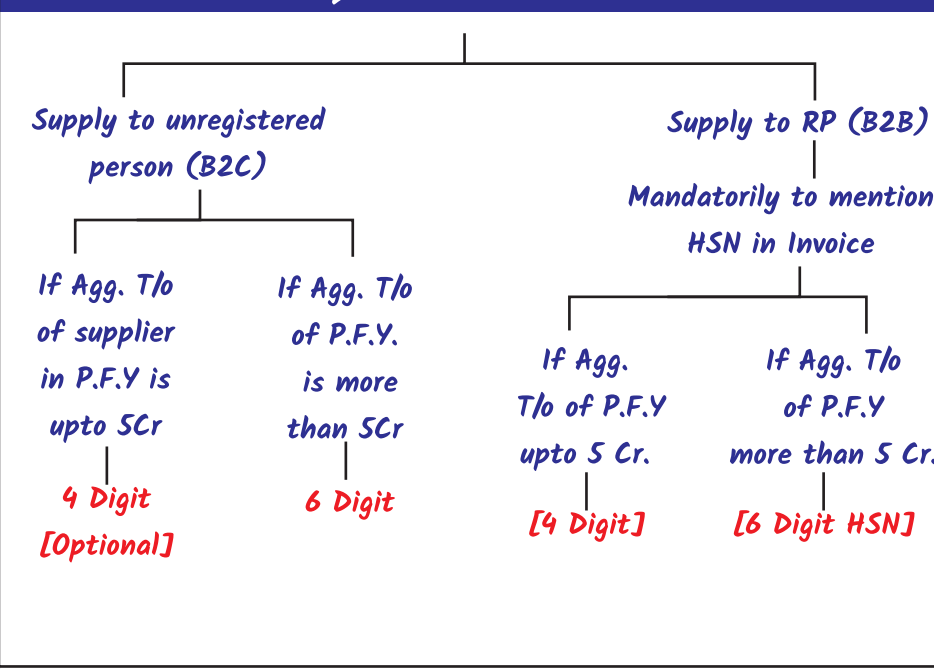 Supply to unregistered
person (B2C)
If Agg. T/o
of supplier
in P.F.Y is
upto 5Cr
4 Digit
[Optional]
If Agg. T/o
of P.F.Y.
is more
than 5Cr
6 Digit
Supply to RP (B2B)
Mandatorily to mention
HSN in Invoice
If Agg.
T/o of P.F.Y
upto 5 Cr.
[4 Digit]
If Agg. T/o
of P.F.Y
more than 5 Cr.
[6 Digit HSN]